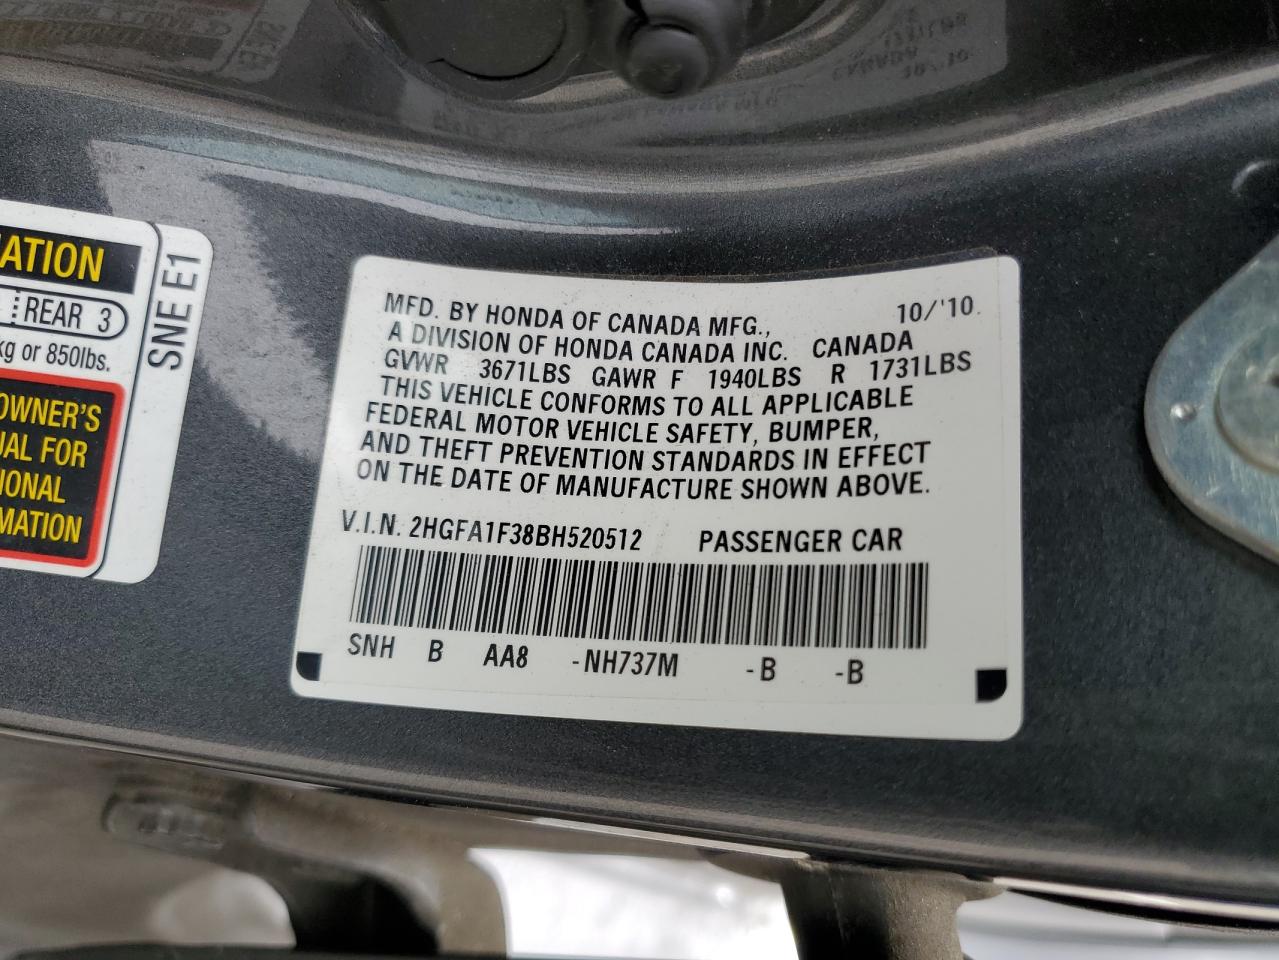 ATION
REAR 3
kg or 850lbs.
OWNER'S
UAL FOR
IONAL
MATION
SNE E1
MFD. BY HONDA OF CANADA MFG., 10/'10.
A DIVISION OF HONDA CANADA INC. CANADA
GVWR 3671LBS GAWR F 1940LBS R 1731LBS
THIS VEHICLE CONFORMS TO ALL APPLICABLE
FEDERAL MOTOR VEHICLE SAFETY, BUMPER,
AND THEFT PREVENTION STANDARDS IN EFFECT
ON THE DATE OF MANUFACTURE SHOWN ABOVE.
V.I.N. 2HGFA1F38BH520512 PASSENGER CAR
SNH B AA8 -NH737M -B -B